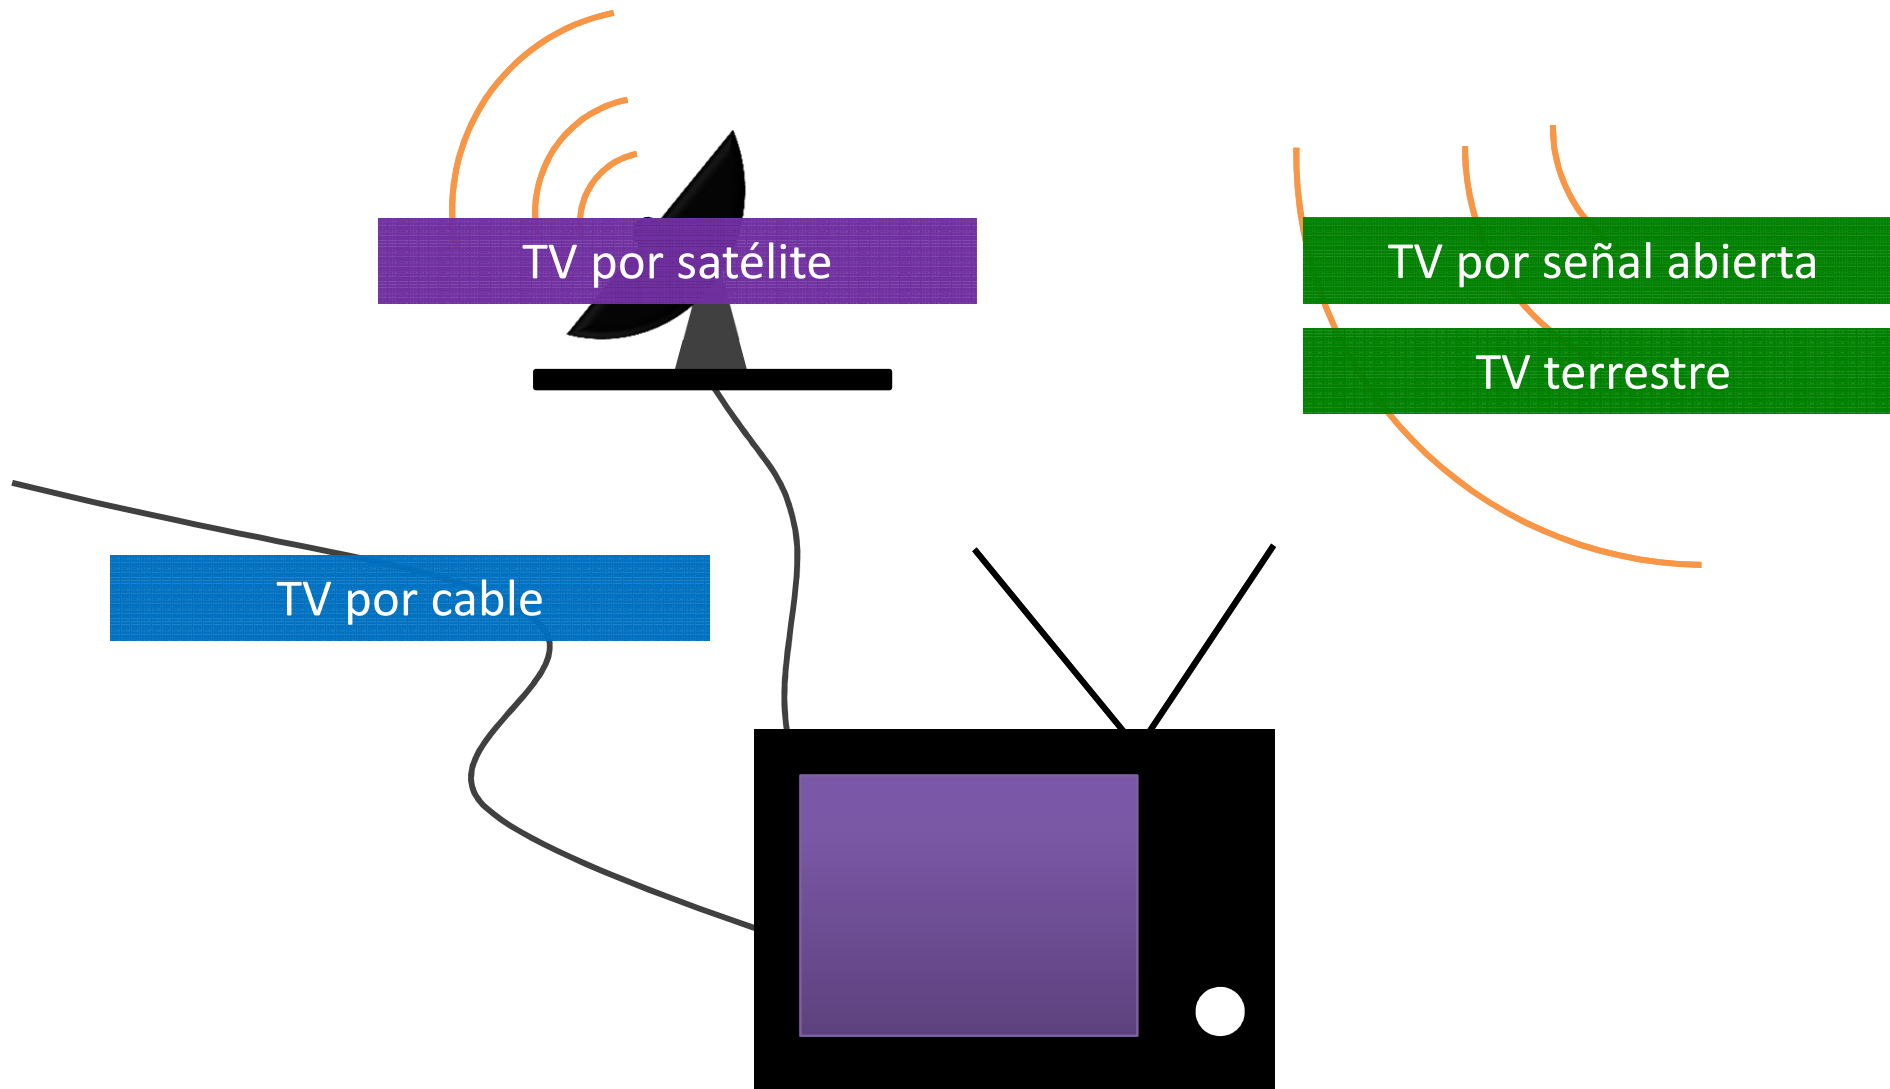 TV por satélite
TV por señal abierta
TV terrestre
TV por cable